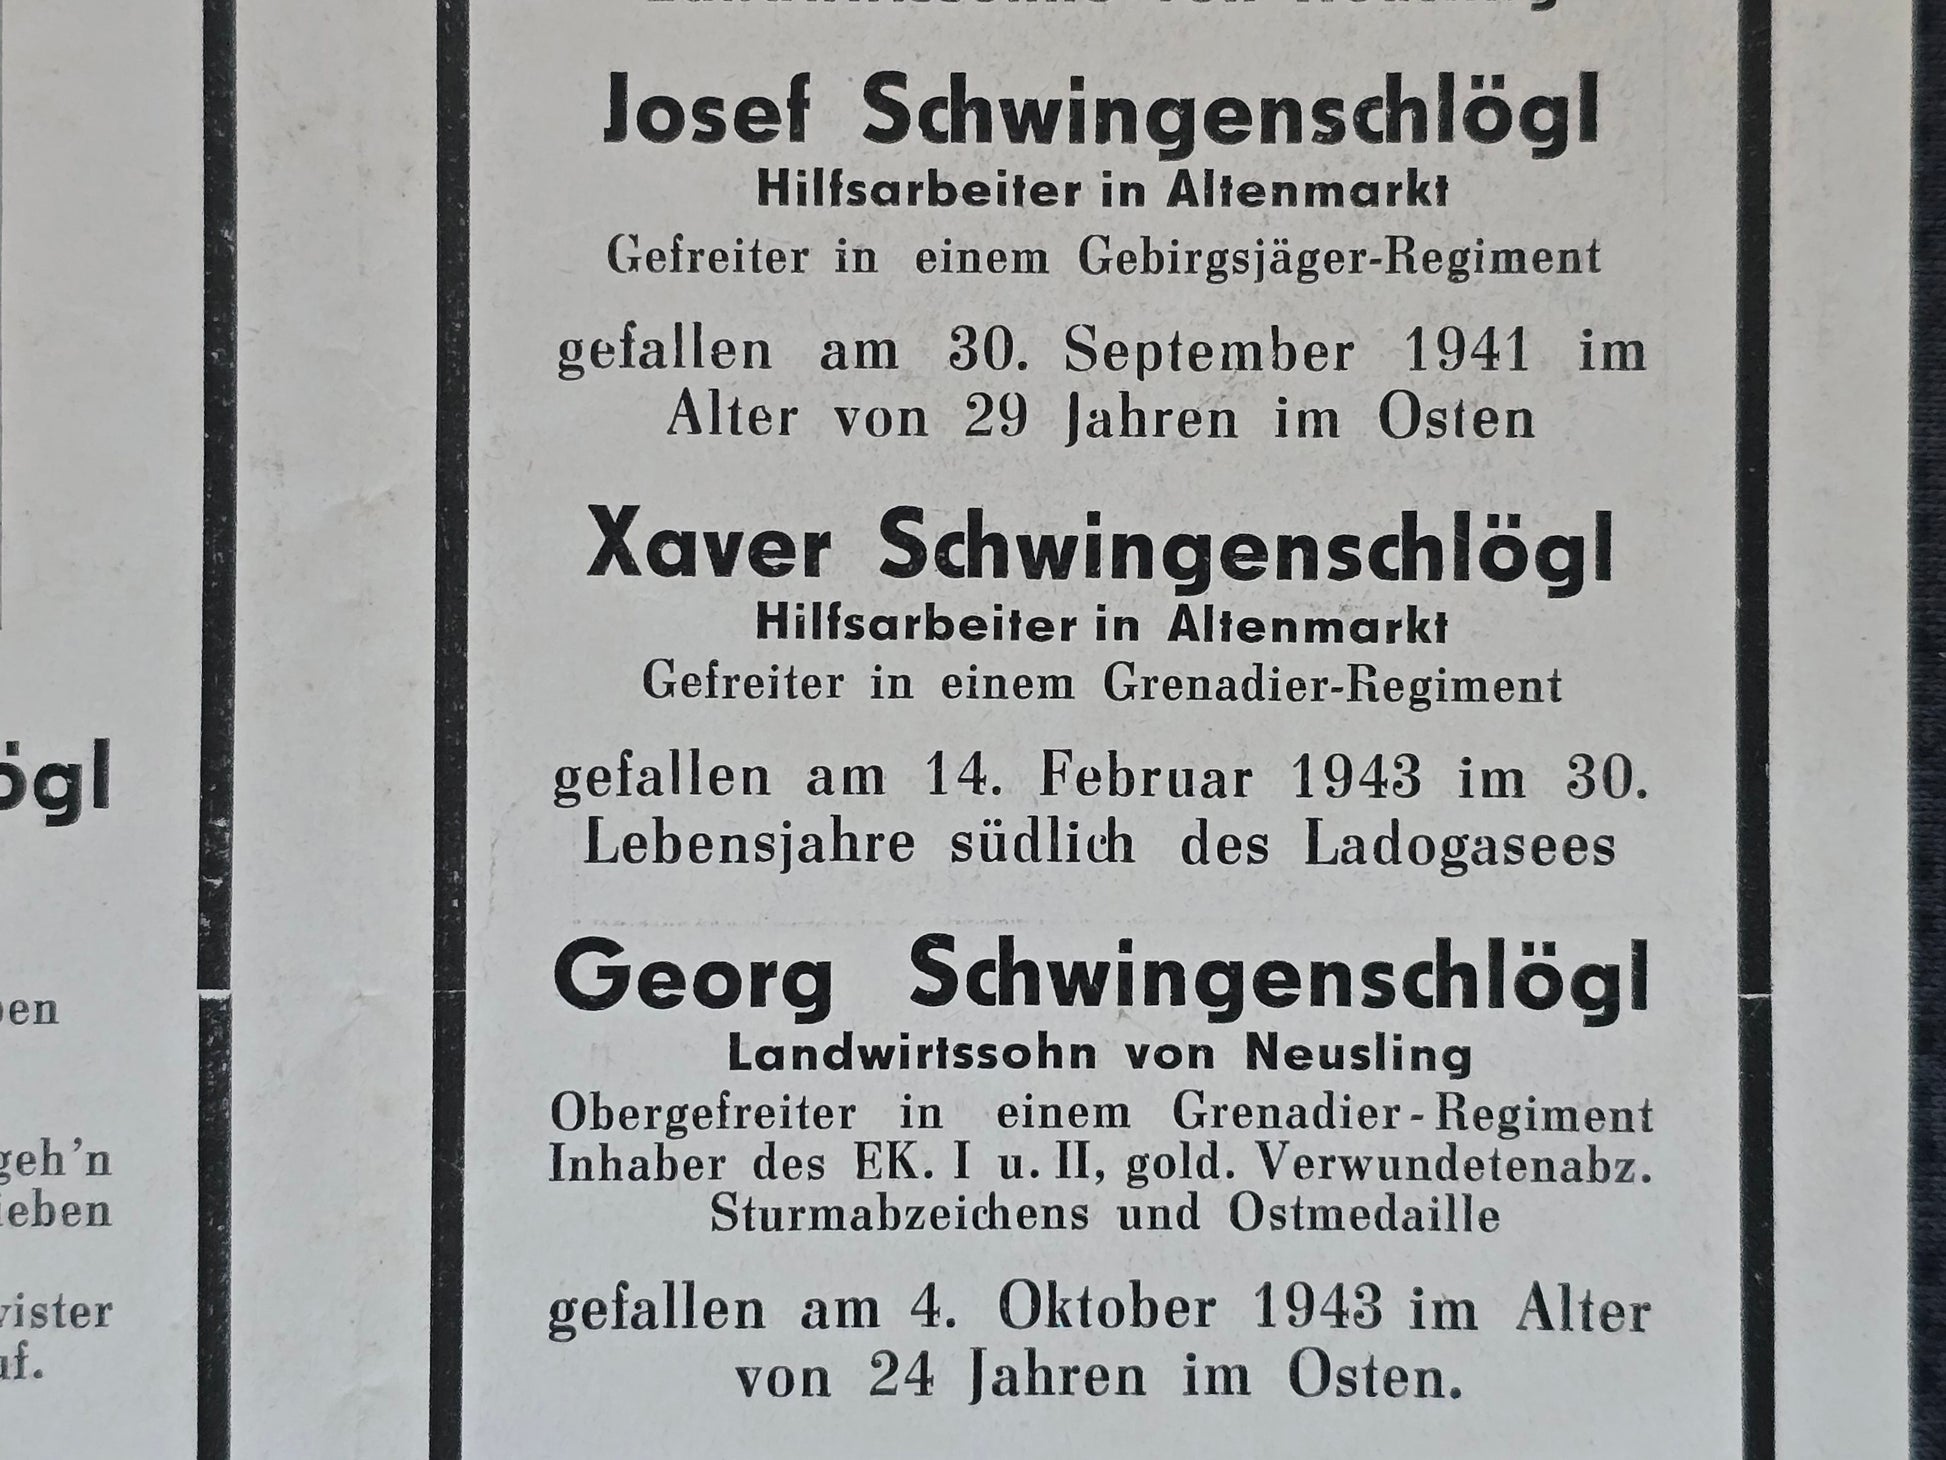 Josef Schwingenschlögl
Hilfsarbeiter in Altenmarkt
Gefreiter in einem Gebirgsjäger-Regiment
gefallen am 30. September 1941 im
Alter von 29 Jahren im Osten
Xaver Schwingenschlögl
Hilfsarbeiter in Altenmarkt
Gefreiter in einem Grenadier-Regiment
gefallen am 14. Februar 1943 im 30.
Lebensjahre südlich des Ladogasees
Georg Schwingenschlögl
Landwirtssohn von Neusling
Obergefreiter in einem Grenadier-Regiment
Inhaber des EK. I u. II, gold. Verwundetenabz.
Sturmabzeichens und Ostmedaille
gefallen am 4. Oktober 1943 im Alter
von 24 Jahren im Osten.
ögl
en
geh'n
ieben
ister
f.